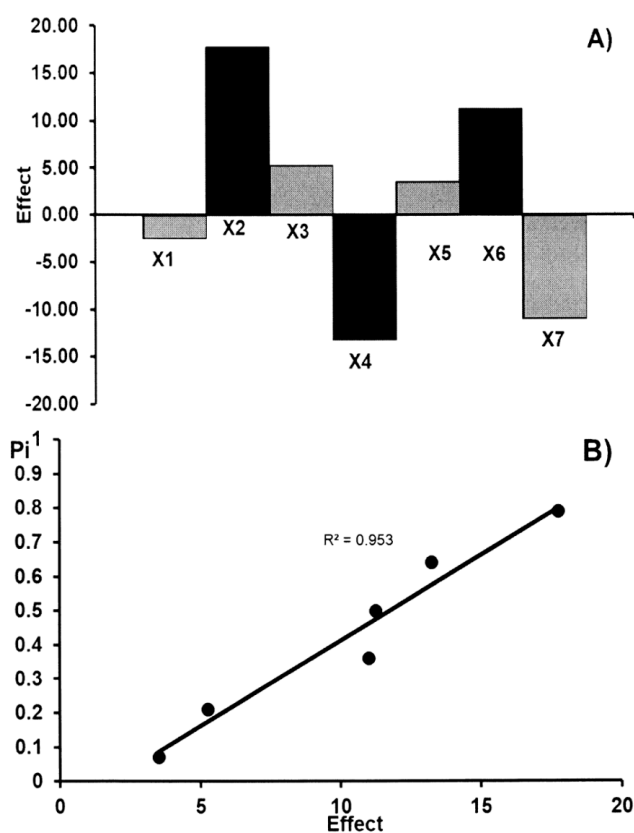 A)
20.00
15.00
10.00
5.00
0.00
-5.00
-10.00
-15.00
-20.00
Effect
X1
X2
X3
X4
X5
X6
X7
B)
Pi
1
0.9
0.8
0.7
0.6
0.5
0.4
0.3
0.2
0.1
0
R² = 0.953
0 5 10 15 20
Effect